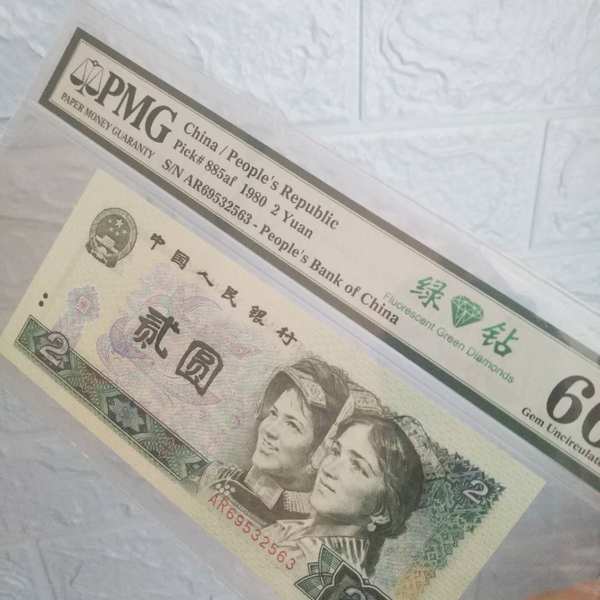 PMG
PAPER MONEY GUARANTY
China / People's Republic
Pick# 885af 1980 2 Yuan
S/N AR69532563 - People's Bank of China
绿钻
Fluorescent Green Diamonds
66
Gem Uncirculate
中国人民银行
贰圆
2
2
AR69532563